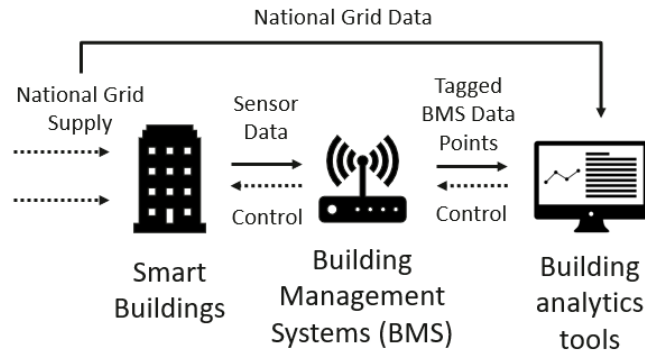 National Grid Data
National Grid
Supply
Sensor
Data
Tagged
BMS Data
Points
Control
Control
Smart
Buildings
Building
Management
Systems (BMS)
Building
analytics
tools